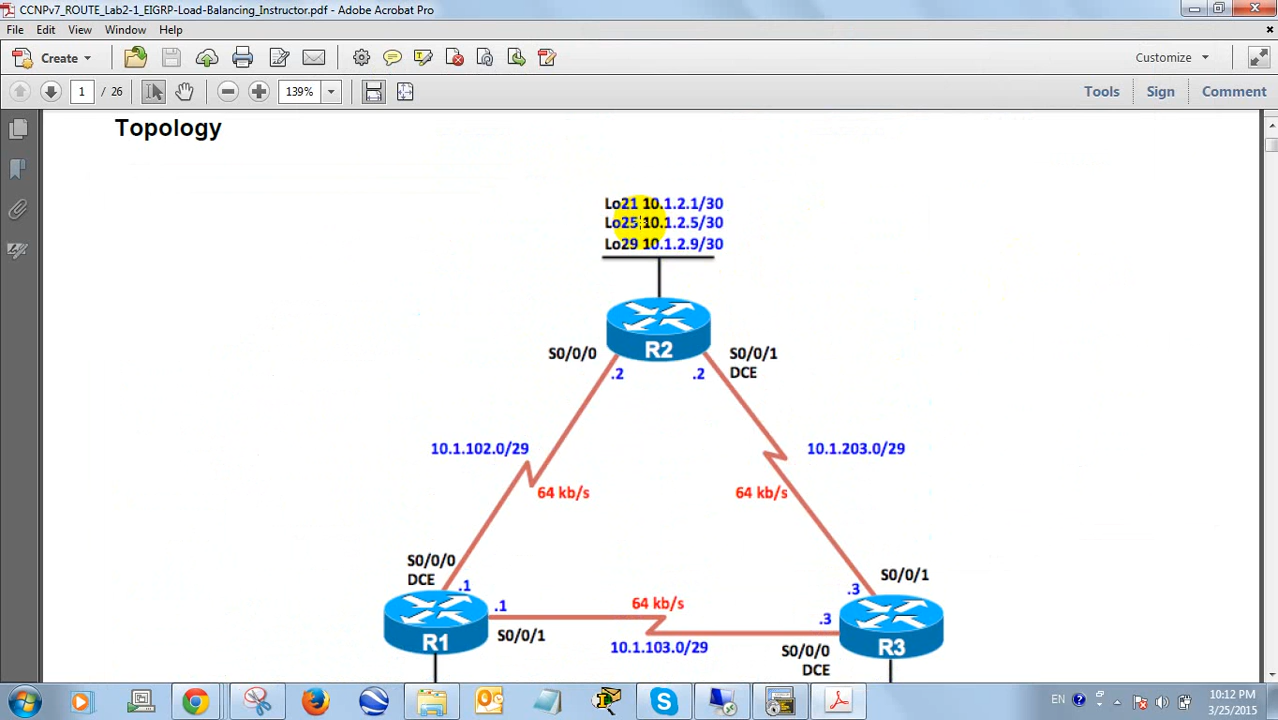 CCNPv7_ROUTE_Lab2-1_EIGRP-Load-Balancing_Instructor.pdf - Adobe Acrobat Pro
File Edit View Window Help
Create Customize
1 / 26 139% Tools Sign Comment
Topology
Lo21 10.1.2.1/30
Lo25 10.1.2.5/30
Lo29 10.1.2.9/30
R2
S0/0/0 S0/0/1
DCE
.2 .2
10.1.102.0/29 10.1.203.0/29
64 kb/s 64 kb/s
S0/0/0 S0/0/1
DCE
.1 .3
.1 64 kb/s .3
R1 S0/0/1 10.1.103.0/29 S0/0/0 R3
DCE
EN 10:12 PM
3/25/2015